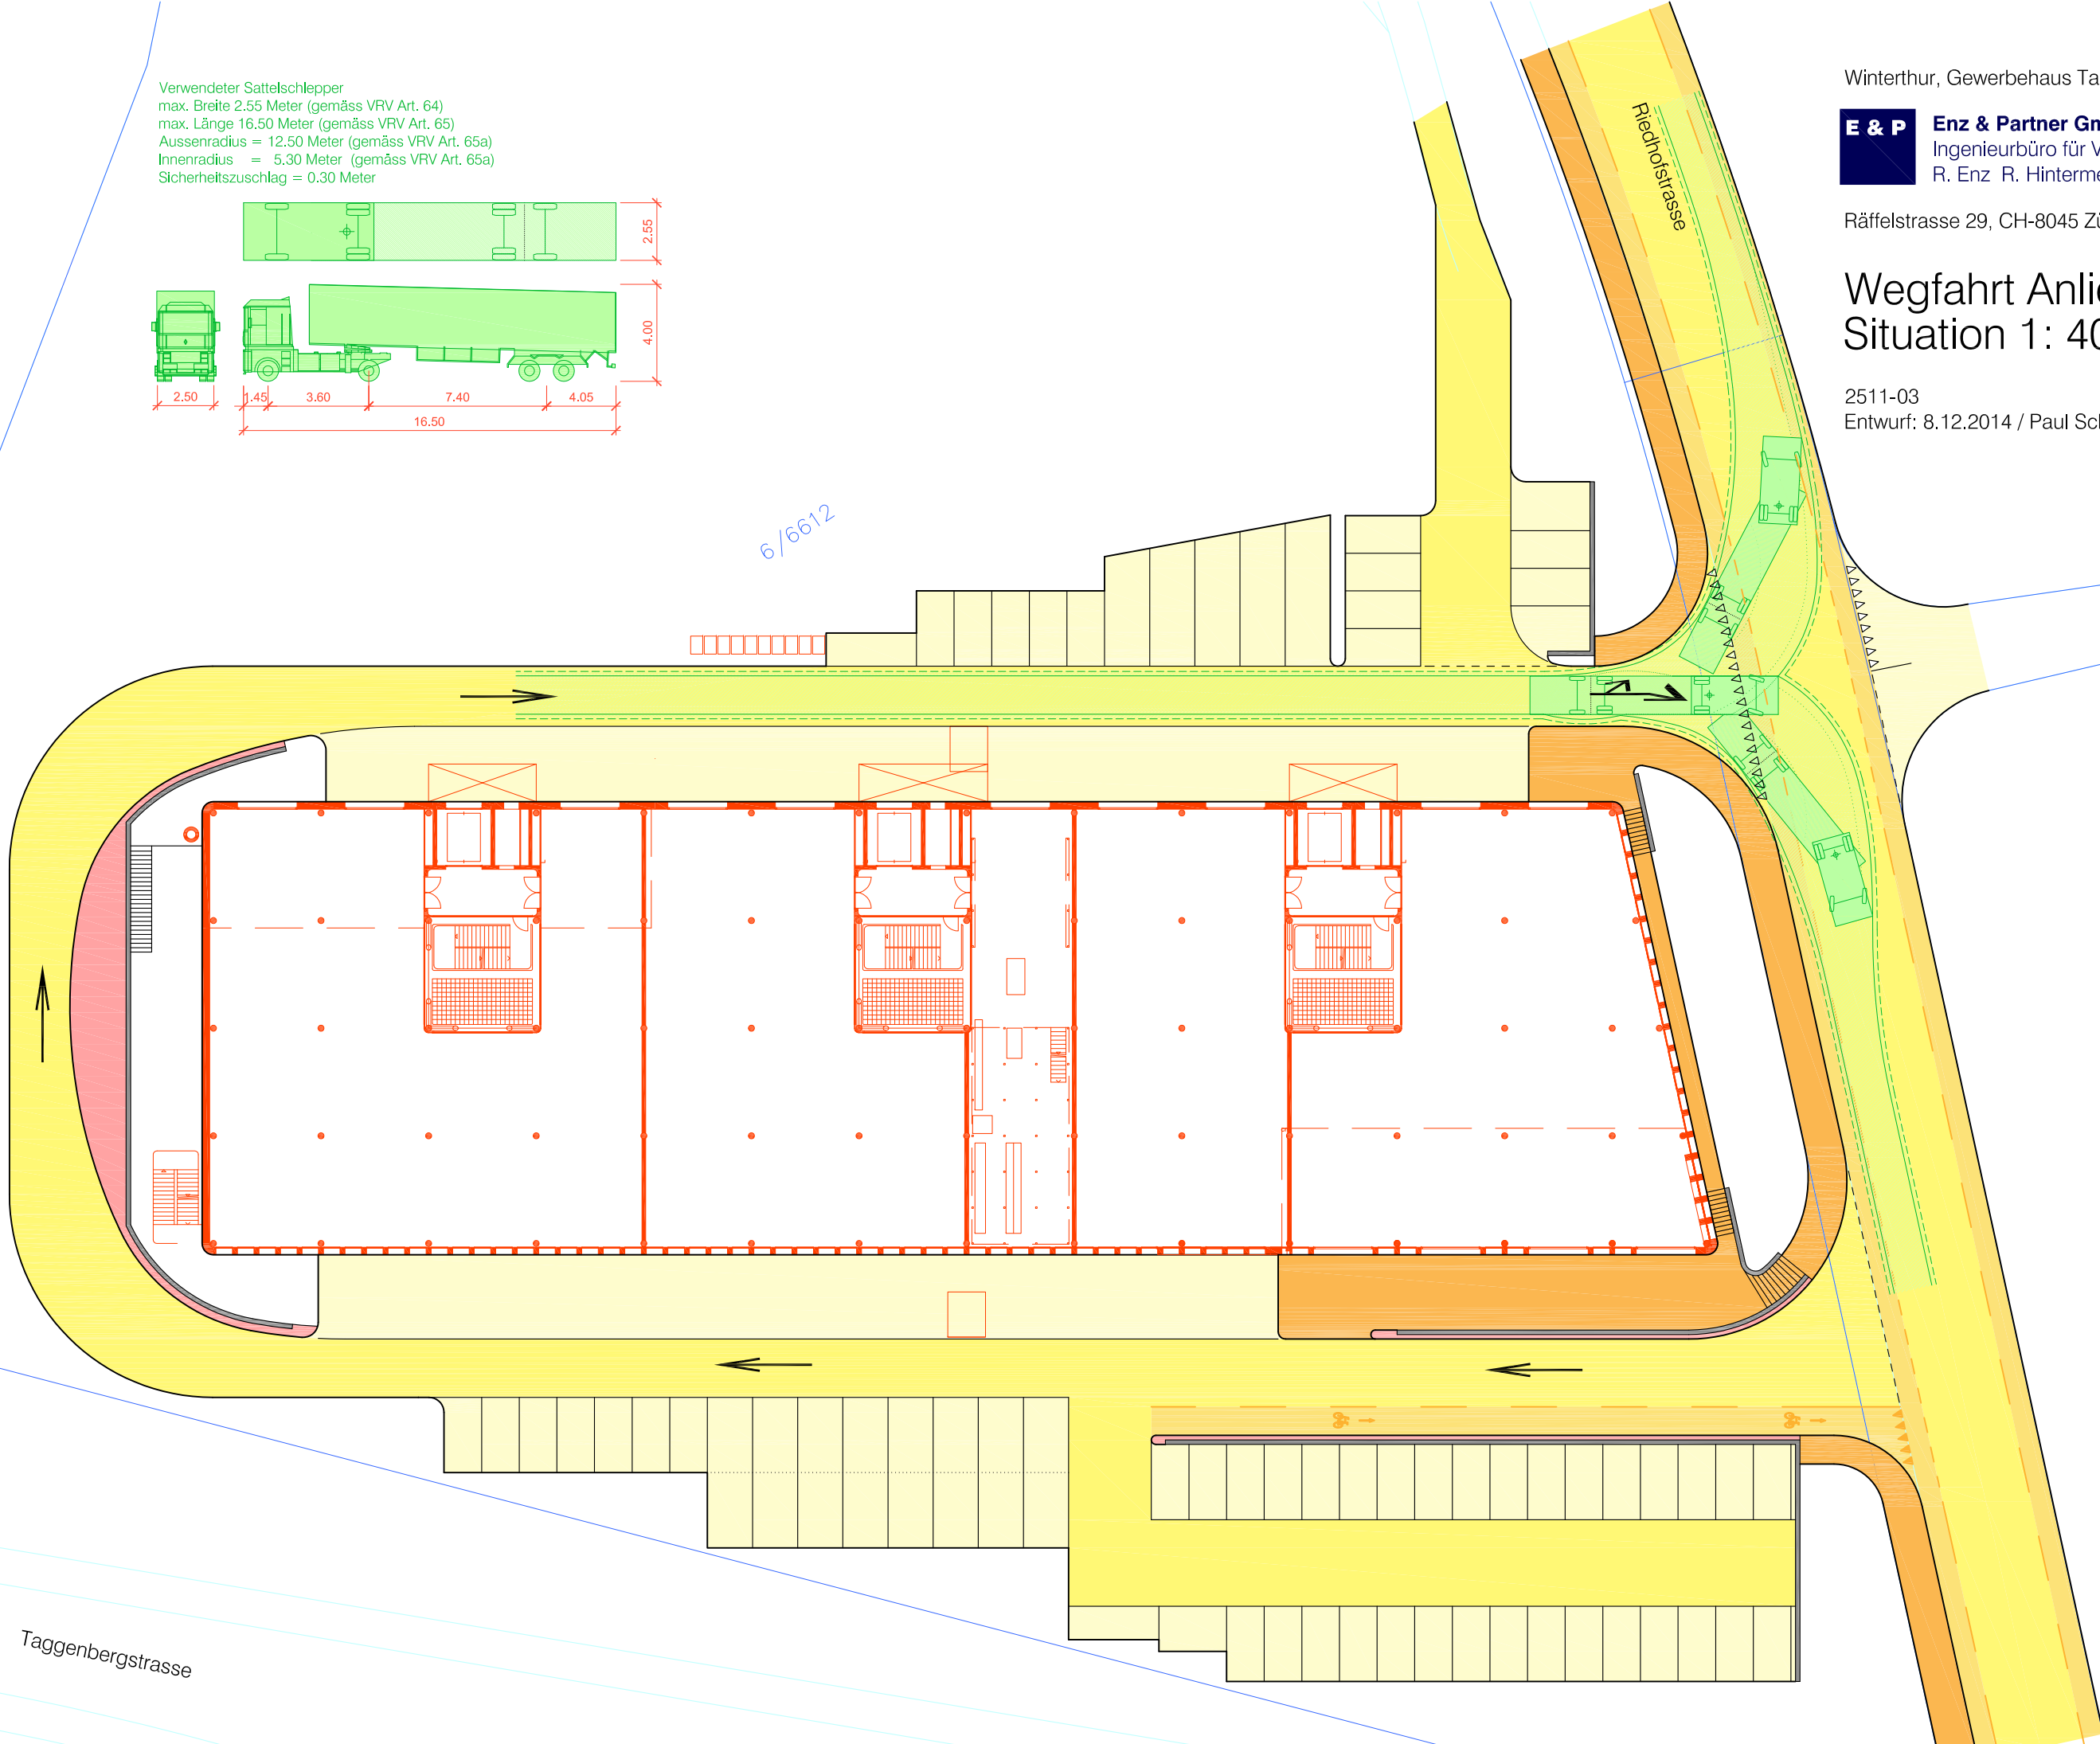 Verwendeter Sattelschlepper
max. Breite 2.55 Meter (gemäss VRV Art. 64)
max. Länge 16.50 Meter (gemäss VRV Art. 65)
Aussenradius = 12.50 Meter (gemäss VRV Art. 65a)
Innenradius = 5.30 Meter (gemäss VRV Art. 65a)
Sicherheitszuschlag = 0.30 Meter
2.55
4.00
2.50
1.45
3.60
7.40
4.05
16.50
Riedhofstrasse
Winterthur, Gewerbehaus Ta
E & P
Enz & Partner Gm
Ingenieurbüro für V
R. Enz R. Hinterme
Räffelstrasse 29, CH-8045 Zü
Wegfahrt Anlie
Situation 1: 40
2511-03
Entwurf: 8.12.2014 / Paul Sch
6/6612
Taggenbergstrasse